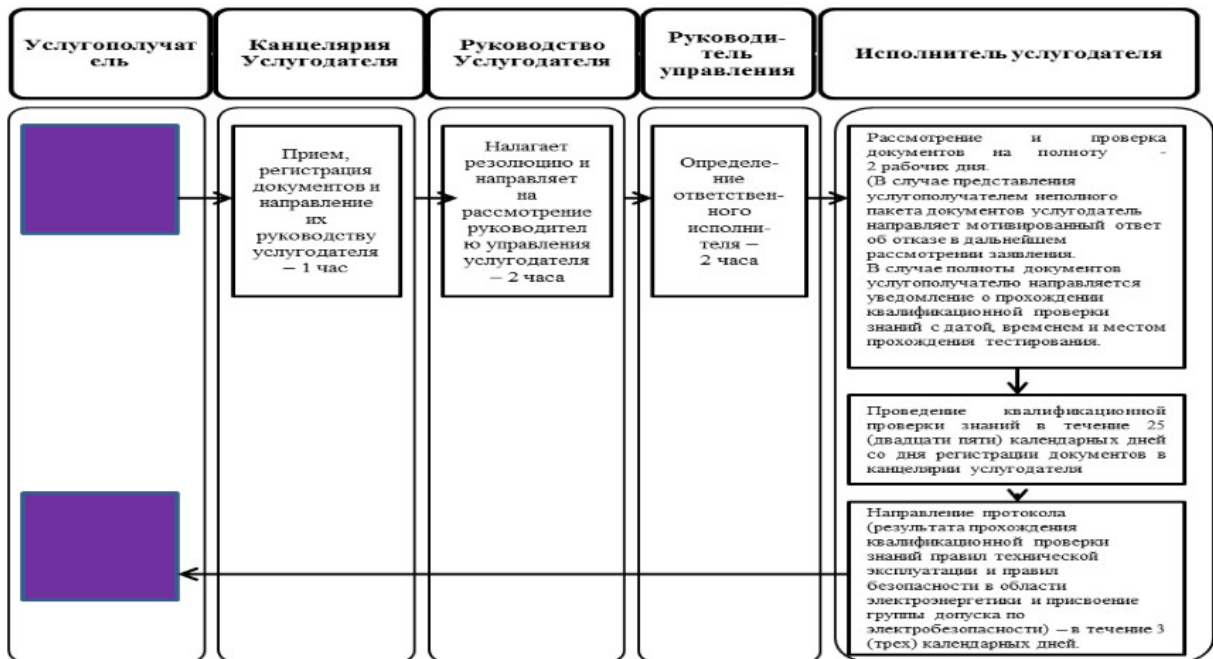 Услугополучат
ель
Канцелярия
Услугодателя
Руководство
Услугодателя
Руководи-
тель
управления
Исполнитель услугодателя
Прием,
регистрация
документов и
направление
их
руководству
услугодателя
– 1 час
Налагает
резолюцию и
направляет
на
рассмотрение
руководител
ю управления
услугодателя
– 2 часа
Определе-
ние
ответствен-
ного
исполни-
теля –
2 часа
Рассмотрение и проверка
документов на полноту -
2 рабочих дня.
(В случае представления
услугополучателем неполного
пакета документов услугодатель
направляет мотивированный ответ
об отказе в дальнейшем
рассмотрении заявления.
В случае полноты документов
услугополучателю направляется
уведомление о прохождении
квалификационной проверки
знаний с датой, временем и местом
прохождения тестирования.
Проведение квалификационной
проверки знаний в течение 25
(двадцати пяти) календарных дней
со дня регистрации документов в
канцелярии услугодателя
Направление протокола
(результата прохождения
квалификационной проверки
знаний правил технической
эксплуатации и правил
безопасности в области
электроэнергетики и присвоение
группы допуска по
электробезопасности) – в течение 3
(трех) календарных дней.